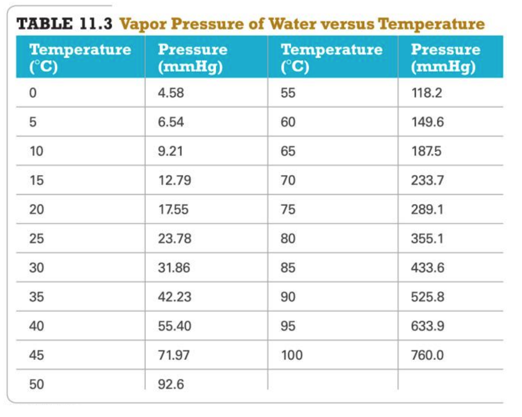 TABLE 11.3 Vapor Pressure of Water versus Temperature
Temperature (°C) Pressure (mmHg) Temperature (°C) Pressure (mmHg)
0 4.58 55 118.2
5 6.54 60 149.6
10 9.21 65 187.5
15 12.79 70 233.7
20 17.55 75 289.1
25 23.78 80 355.1
30 31.86 85 433.6
35 42.23 90 525.8
40 55.40 95 633.9
45 71.97 100 760.0
50 92.6